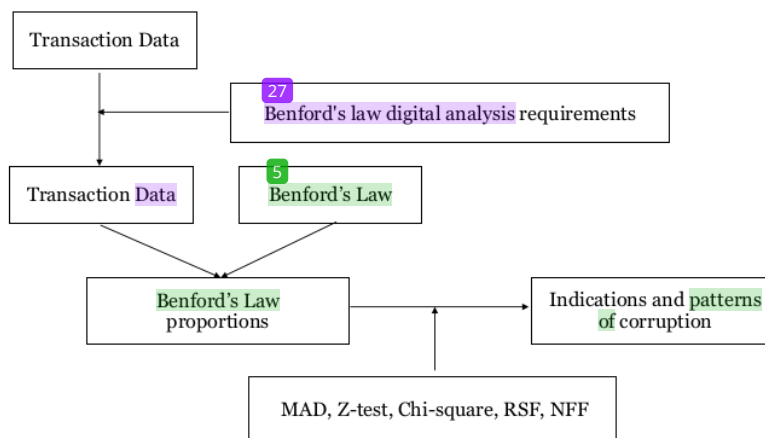 Transaction Data
27
Benford's law digital analysis requirements
Transaction Data
5
Benford’s Law
Benford’s Law
proportions
Indications and patterns
of corruption
MAD, Z-test, Chi-square, RSF, NFF